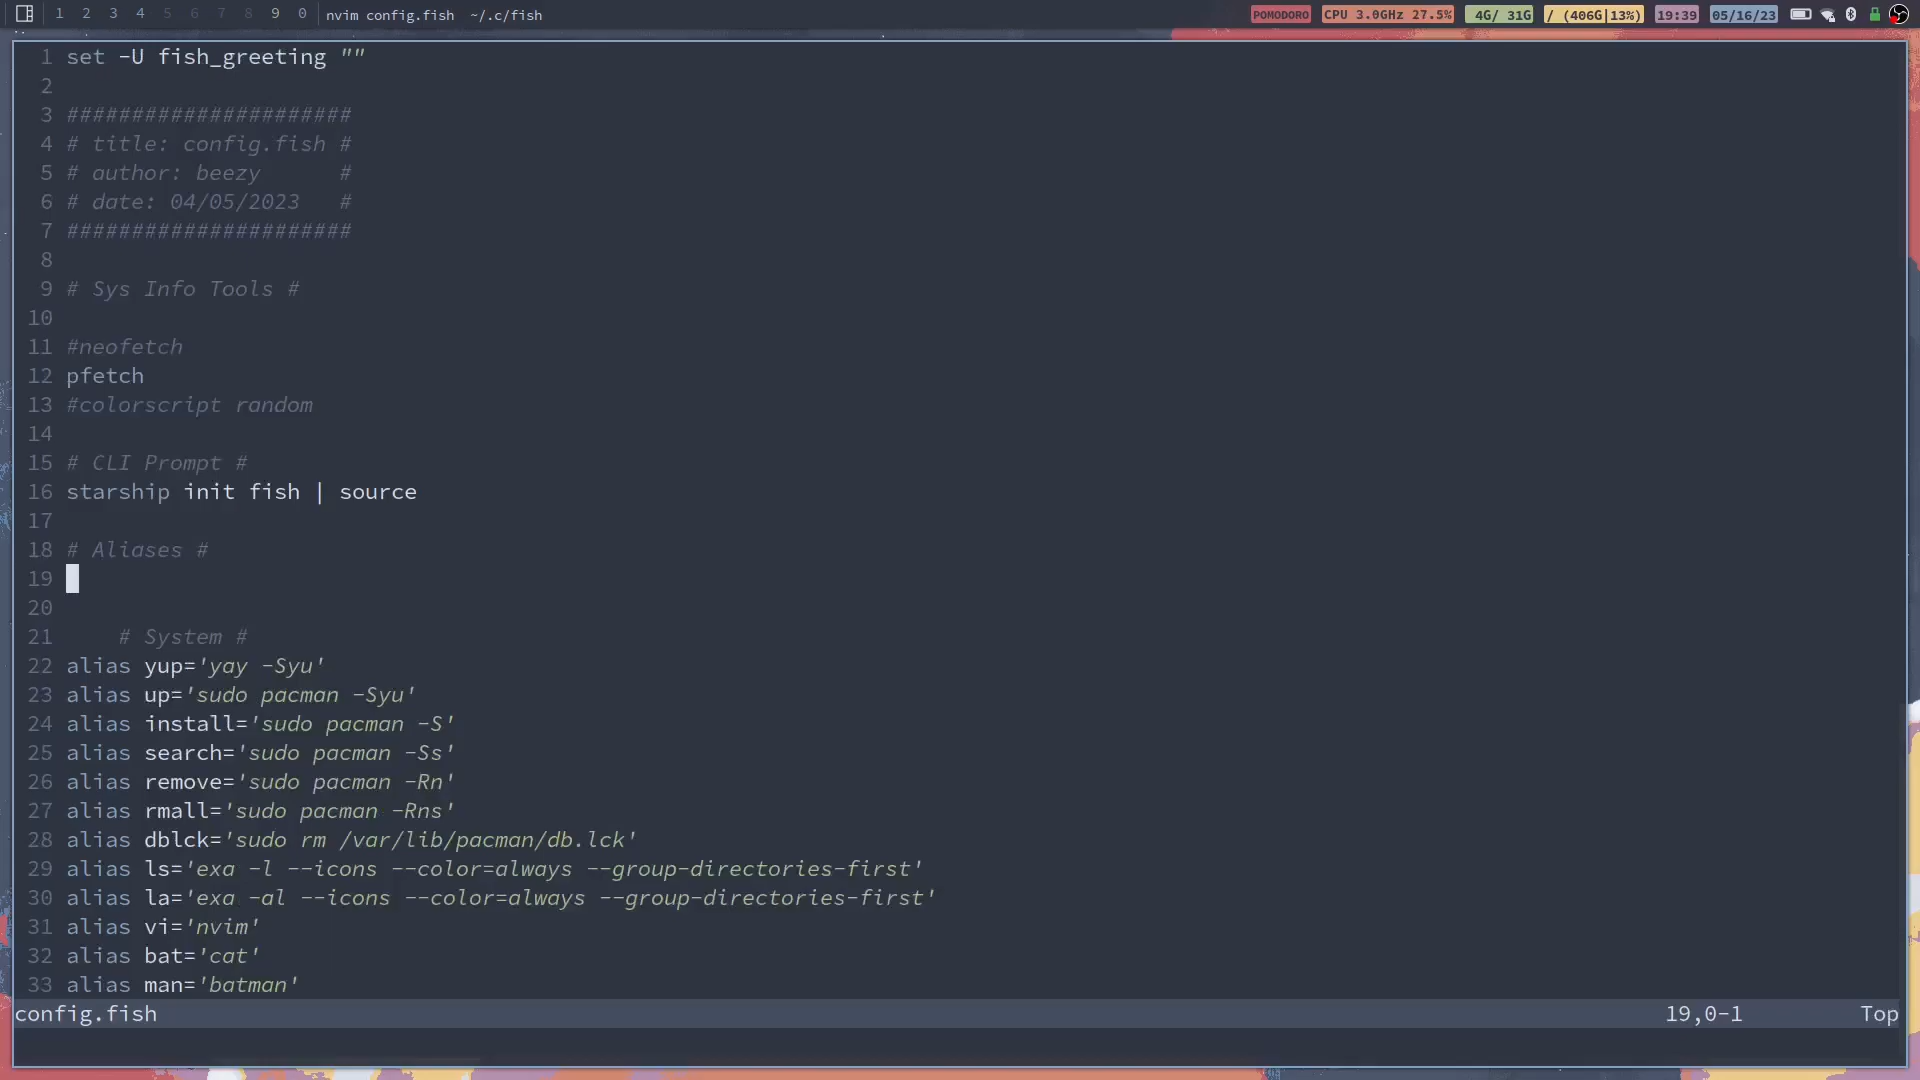 1 2 3 4 5 6 7 8 9 0 nvim config.fish ~/.c/fish POMODORO CPU 3.0GHz 27.5% 4G/ 31G / (406G|13%) 19:39 05/16/23
1 set -U fish_greeting ""
2
3 ######################
4 # title: config.fish #
5 # author: beezy      #
6 # date: 04/05/2023   #
7 ######################
8
9 # Sys Info Tools #
10
11 #neofetch
12 pfetch
13 #colorscript random
14
15 # CLI Prompt #
16 starship init fish | source
17
18 # Aliases #
19
20
21     # System #
22 alias yup='yay -Syu'
23 alias up='sudo pacman -Syu'
24 alias install='sudo pacman -S'
25 alias search='sudo pacman -Ss'
26 alias remove='sudo pacman -Rn'
27 alias rmall='sudo pacman -Rns'
28 alias dblck='sudo rm /var/lib/pacman/db.lck'
29 alias ls='exa -l --icons --color=always --group-directories-first'
30 alias la='exa -al --icons --color=always --group-directories-first'
31 alias vi='nvim'
32 alias bat='cat'
33 alias man='batman'
config.fish 19,0-1 Top